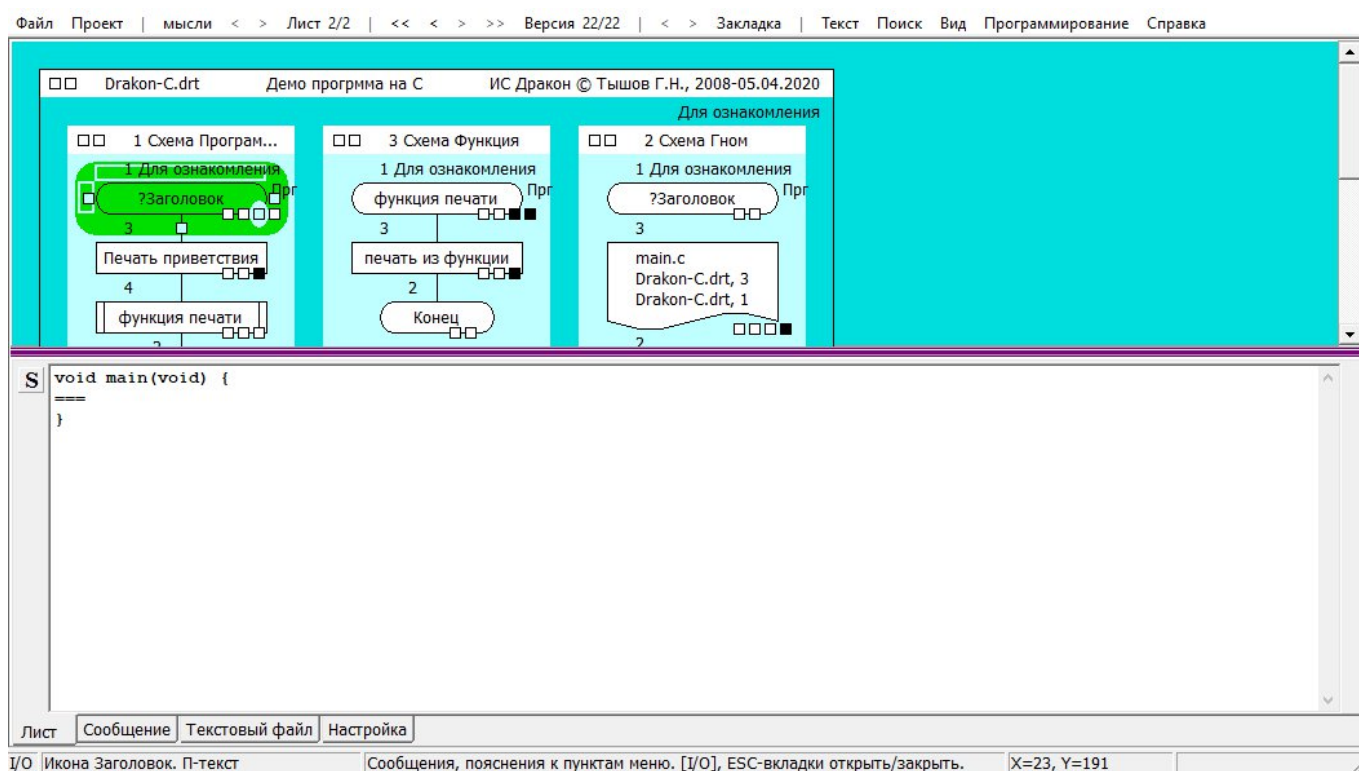 Файл Проект | мысли < > Лист 2/2 | << < > >> Версия 22/22 | < > Закладка | Текст Поиск Вид Программирование Справка
Drakon-C.drt Демо прогрмма на С ИС Дракон © Тышов Г.Н., 2008-05.04.2020
Для ознакомления
1 Схема Програм... 3 Схема Функция 2 Схема Гном
1 Для ознакомления 1 Для ознакомления 1 Для ознакомления
?Заголовок Прг функция печати Прг ?Заголовок Прг
3 3 3
Печать приветствия печать из функции main.c
Drakon-C.drt, 3
4 2 Drakon-C.drt, 1
функция печати Конец
2 2
S void main(void) {
===
}
Лист Сообщение Текстовый файл Настройка
I/O Икона Заголовок. П-текст Сообщения, пояснения к пунктам меню. [I/O], ESC-вкладки открыть/закрыть. X=23, Y=191